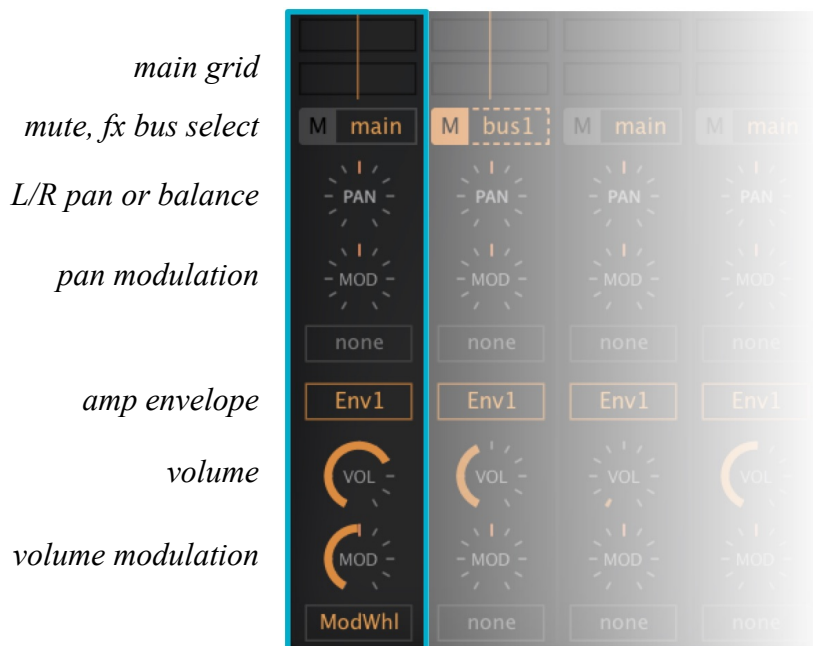 main grid
mute, fx bus select M main M bus1 M main M main
L/R pan or balance PAN PAN PAN PAN
pan modulation MOD MOD MOD MOD
none none none none
amp envelope Env1 Env1 Env1 Env1
volume VOL VOL VOL VOL
volume modulation MOD MOD MOD MOD
ModWhl none none none